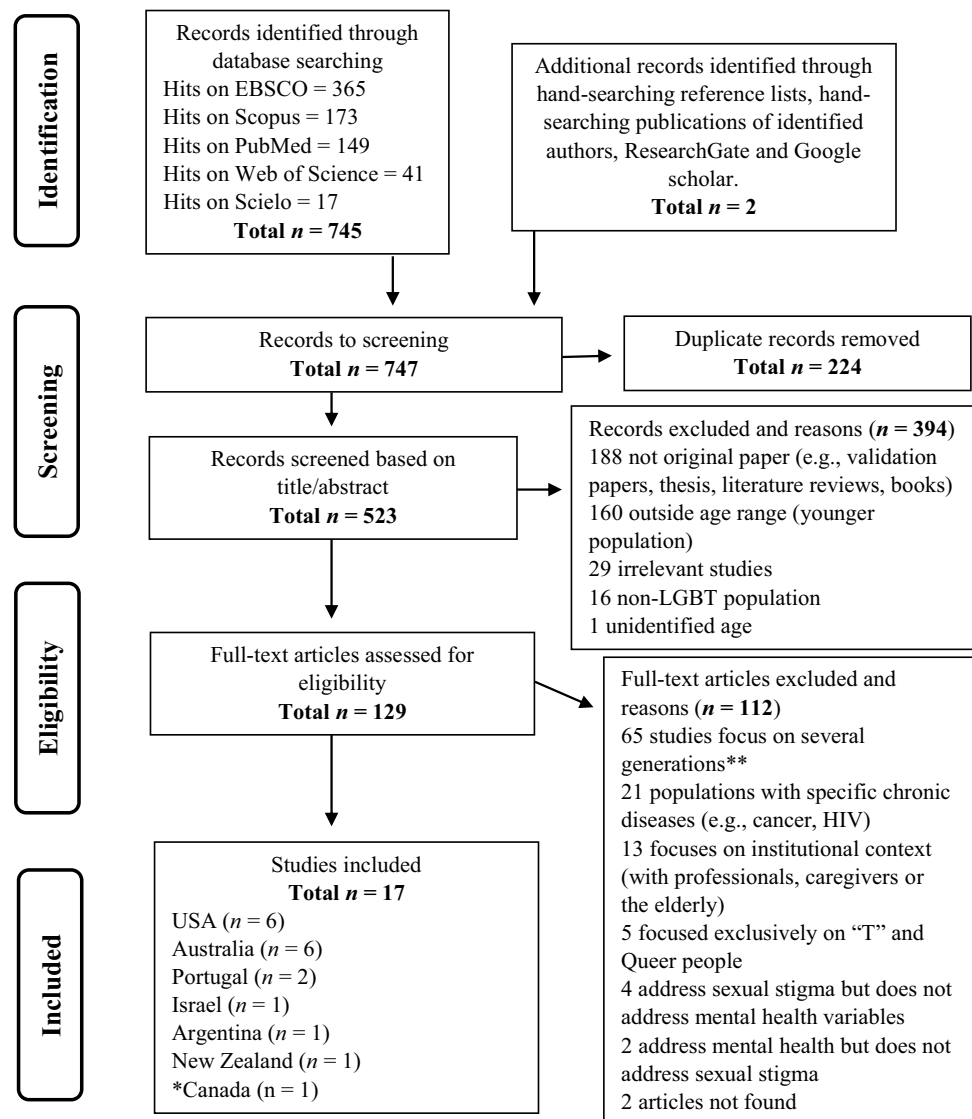 Identification
Records identified through
database searching
Hits on EBSCO = 365
Hits on Scopus = 173
Hits on PubMed = 149
Hits on Web of Science = 41
Hits on Scielo = 17
Total n = 745
Additional records identified through
hand-searching reference lists, hand-
searching publications of identified
authors, ResearchGate and Google
scholar.
Total n = 2
Screening
Records to screening
Total n = 747
Duplicate records removed
Total n = 224
Records screened based on
title/abstract
Total n = 523
Records excluded and reasons (n = 394)
188 not original paper (e.g., validation
papers, thesis, literature reviews, books)
160 outside age range (younger
population)
29 irrelevant studies
16 non-LGBT population
1 unidentified age
Eligibility
Full-text articles assessed for
eligibility
Total n = 129
Full-text articles excluded and
reasons (n = 112)
65 studies focus on several
generations**
21 populations with specific chronic
diseases (e.g., cancer, HIV)
13 focuses on institutional context
(with professionals, caregivers or
the elderly)
5 focused exclusively on “T” and
Queer people
4 address sexual stigma but does not
address mental health variables
2 address mental health but does not
address sexual stigma
2 articles not found
Included
Studies included
Total n = 17
USA (n = 6)
Australia (n = 6)
Portugal (n = 2)
Israel (n = 1)
Argentina (n = 1)
New Zealand (n = 1)
*Canada (n = 1)